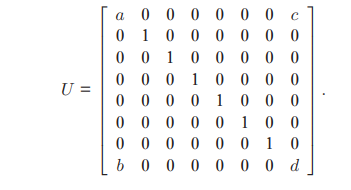 a 0 0 0 0 0 0 c
0 1 0 0 0 0 0 0
0 0 1 0 0 0 0 0
0 0 0 1 0 0 0 0
U = 0 0 0 0 1 0 0 0 .
0 0 0 0 0 1 0 0
0 0 0 0 0 0 1 0
b 0 0 0 0 0 0 d